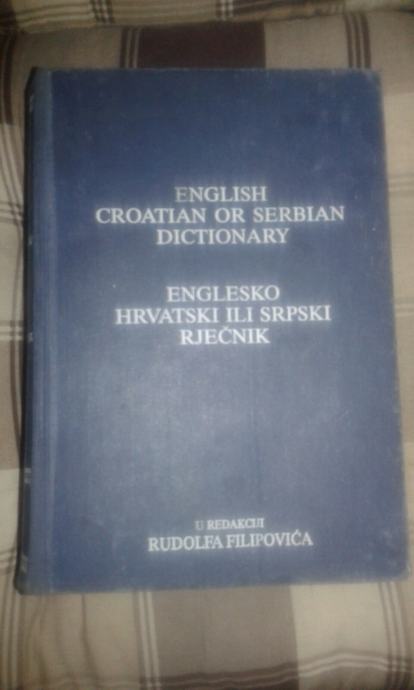 ENGLISH
CROATIAN OR SERBIAN
DICTIONARY
ENGLESKO
HRVATSKI ILI SRPSKI
RJEČNIK
U REDAKCIJI
RUDOLFA FILIPOVIĆA